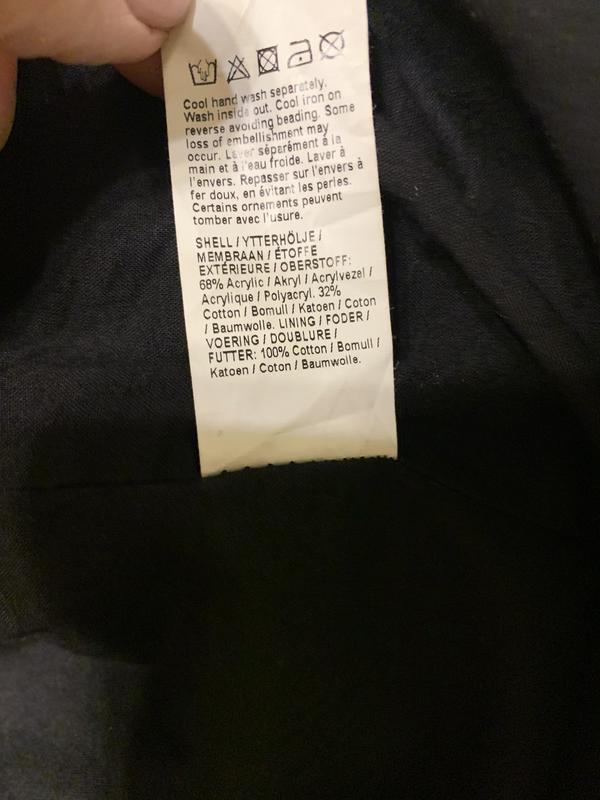 Cool hand wash separately.
Wash inside out. Cool iron on
reverse avoiding beading. Some
loss of embellishment may
occur. Laver séparément à la
main et à l'eau froide. Laver à
l'envers. Repasser sur l'envers à
fer doux, en évitant les perles.
Certains ornements peuvent
tomber avec l'usure.
SHELL / YTTERHÖLJE /
MEMBRAAN / ÉTOFFE
EXTÉRIEURE / OBERSTOFF:
68% Acrylic / Akryl / Acrylvezel /
Acrylique / Polyacryl. 32%
Cotton / Bomull / Katoen / Coton
/ Baumwolle. LINING / FODER /
VOERING / DOUBLURE /
FUTTER: 100% Cotton / Bomull /
Katoen / Coton / Baumwolle.